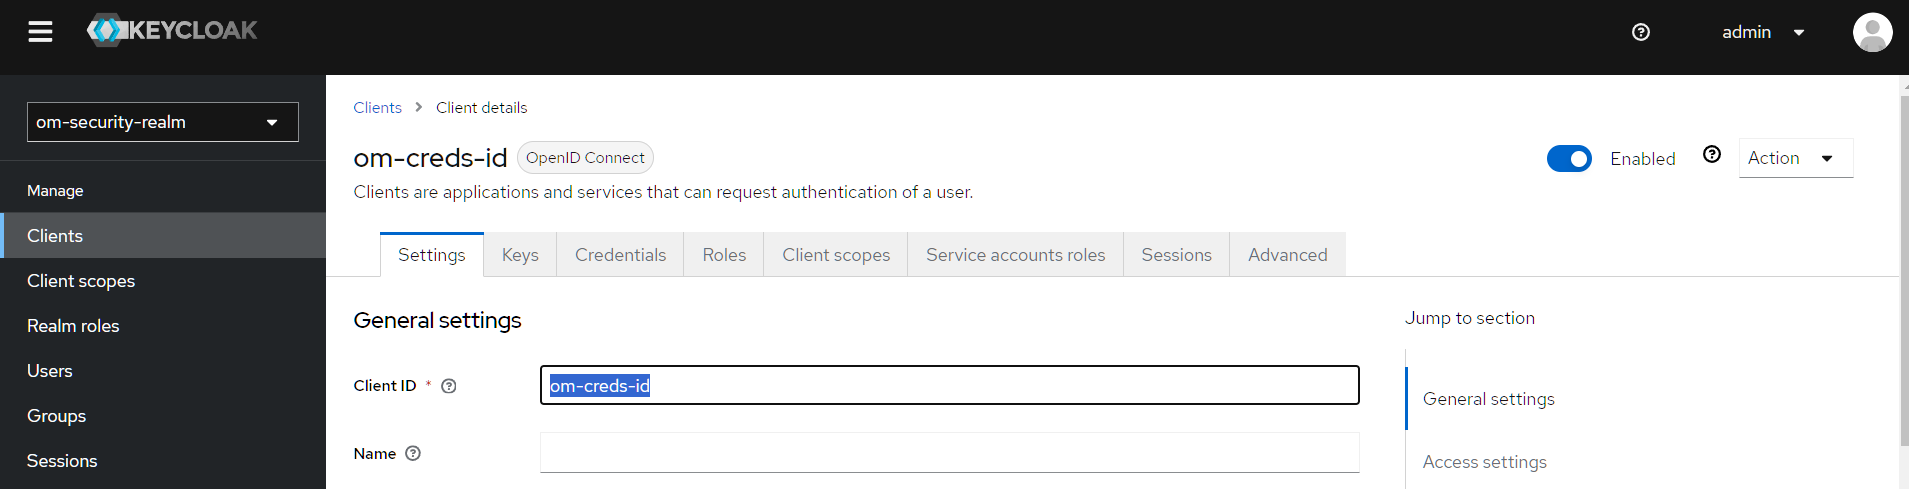 KEYCLOAK
admin
om-security-realm
Manage
Clients
Client scopes
Realm roles
Users
Groups
Sessions
Clients > Client details
om-creds-id OpenID Connect
Enabled
Action
Clients are applications and services that can request authentication of a user.
Settings Keys Credentials Roles Client scopes Service accounts roles Sessions Advanced
General settings
Client ID *
om-creds-id
Name
Jump to section
General settings
Access settings